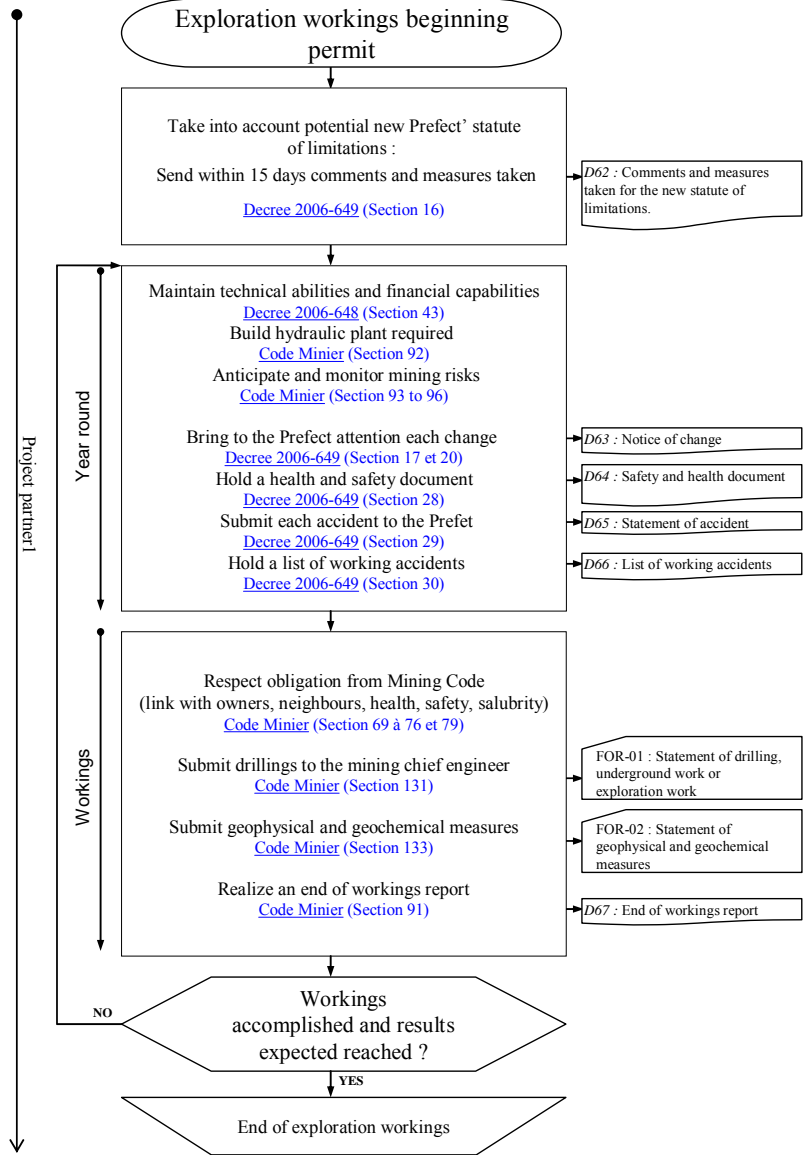 Exploration workings beginning
permit
Take into account potential new Prefect' statute
of limitations :
Send within 15 days comments and measures taken
Decree 2006-649 (Section 16)
D62 : Comments and measures
taken for the new statute of
limitations.
Project partner1
Year round
Maintain technical abilities and financial capabilities
Decree 2006-648 (Section 43)
Build hydraulic plant required
Code Minier (Section 92)
Anticipate and monitor mining risks
Code Minier (Section 93 to 96)
Bring to the Prefect attention each change
Decree 2006-649 (Section 17 et 20)
Hold a health and safety document
Decree 2006-649 (Section 28)
Submit each accident to the Prefet
Decree 2006-649 (Section 29)
Hold a list of working accidents
Decree 2006-649 (Section 30)
D63 : Notice of change
D64 : Safety and health document
D65 : Statement of accident
D66 : List of working accidents
Workings
Respect obligation from Mining Code
(link with owners, neighbours, health, safety, salubrity)
Code Minier (Section 69 à 76 et 79)
Submit drillings to the mining chief engineer
Code Minier (Section 131)
Submit geophysical and geochemical measures
Code Minier (Section 133)
Realize an end of workings report
Code Minier (Section 91)
FOR-01 : Statement of drilling,
underground work or
exploration work
FOR-02 : Statement of
geophysical and geochemical
measures
D67 : End of workings report
NO
Workings
accomplished and results
expected reached ?
YES
End of exploration workings